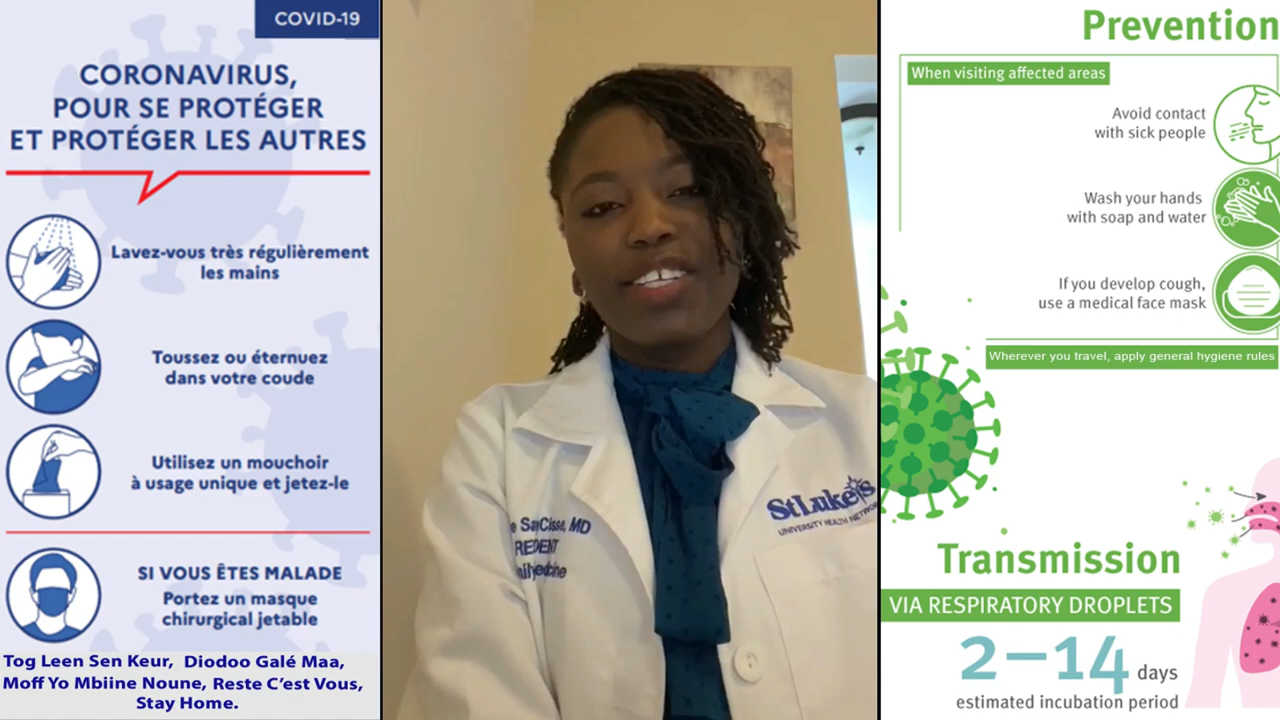 COVID-19
CORONAVIRUS,
POUR SE PROTÉGER
ET PROTÉGER LES AUTRES
Lavez-vous très régulièrement
les mains
Toussez ou éternuez
dans votre coude
Utilisez un mouchoir
à usage unique et jetez-le
SI VOUS ÊTES MALADE
Portez un masque
chirurgical jetable
Tog Leen Sen Keur, Diodoo Galé Maa,
Moff Yo Mbiine Noune, Reste C'est Vous,
Stay Home.
Cisse, MD
StLuke's
UNIVERSITY HEALTH
Prevention
When visiting affected areas
Avoid contact
with sick people
Wash your hands
with soap and water
If you develop cough,
use a medical face mask
Wherever you travel, apply general hygiene rules
Transmission
VIA RESPIRATORY DROPLETS
2–14 days
estimated incubation period